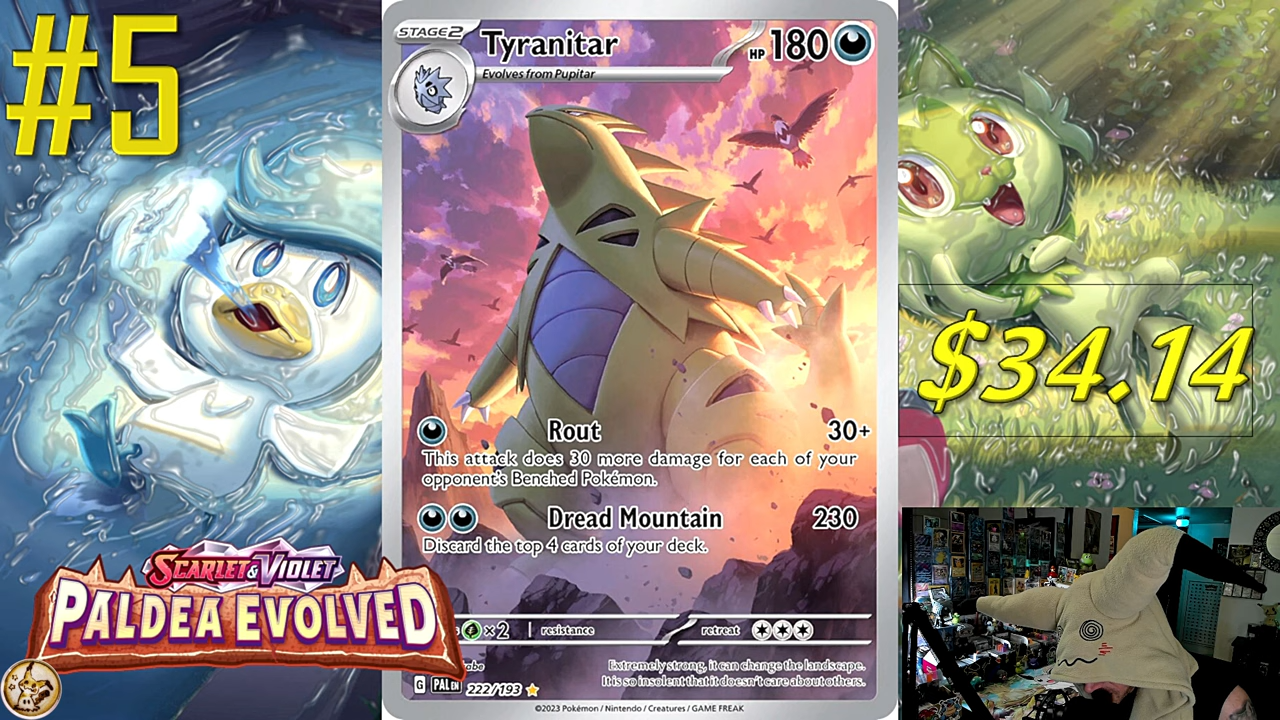 #5
STAGE2
Tyranitar
HP 180
Evolves from Pupitar
$34.14
Rout 30+
This attack does 30 more damage for each of your
opponent's Benched Pokémon.
Dread Mountain 230
Discard the top 4 cards of your deck.
SCARLET & VIOLET
PALDEA EVOLVED
×2 resistance retreat
Extremely strong, it can change the landscape.
It is so insolent that it doesn't care about others.
G PAL EN 222/193
©2023 Pokémon / Nintendo / Creatures / GAME FREAK